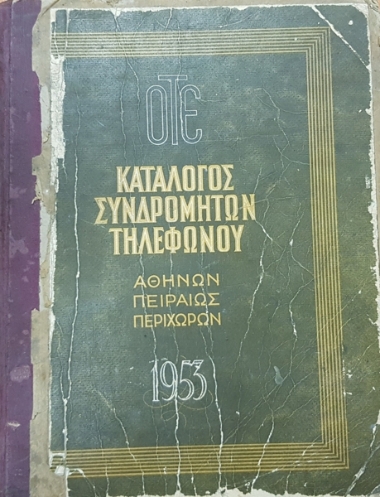 ΟΤΕ
ΚΑΤΑΛΟΓΟΣ
ΣΥΝΔΡΟΜΗΤΩΝ
ΤΗΛΕΦΩΝΟΥ
ΑΘΗΝΩΝ
ΠΕΙΡΑΙΩΣ
ΠΕΡΙΧΩΡΩΝ
1953